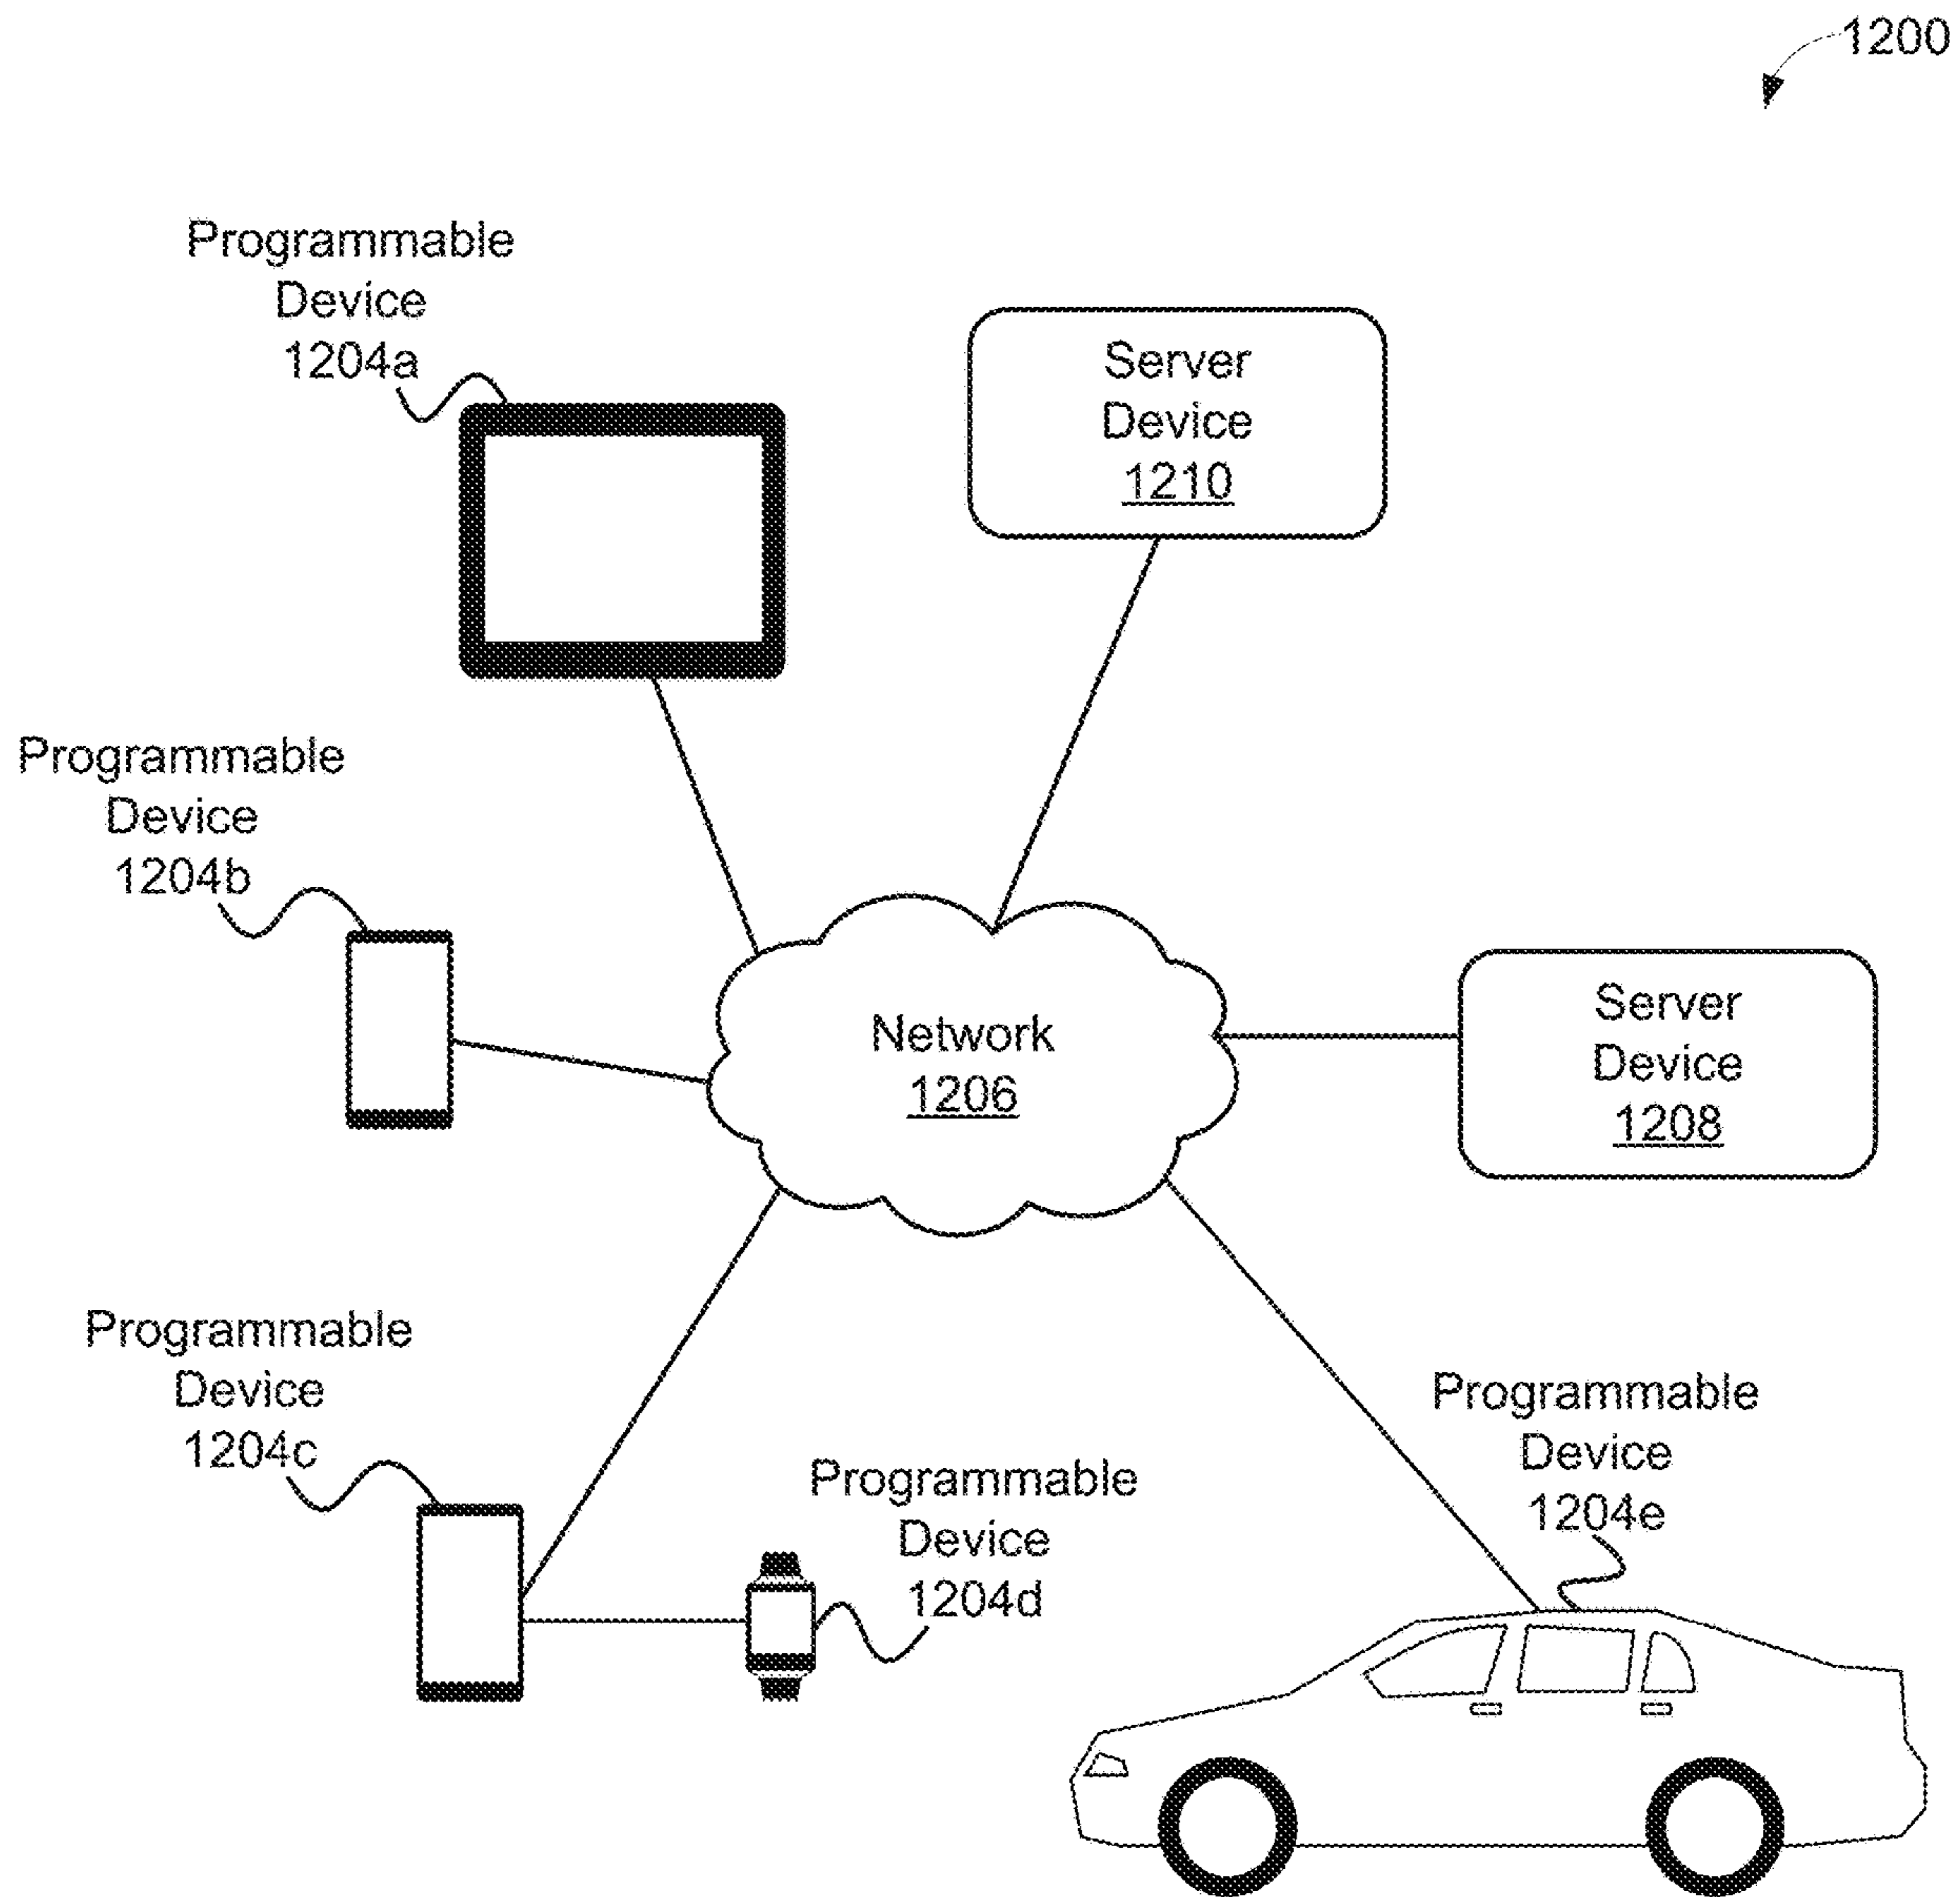 1200
Programmable
Device
1204a
Server
Device
1210
Programmable
Device
1204b
Network
1206
Server
Device
1208
Programmable
Device
1204c
Programmable
Device
1204d
Programmable
Device
1204e